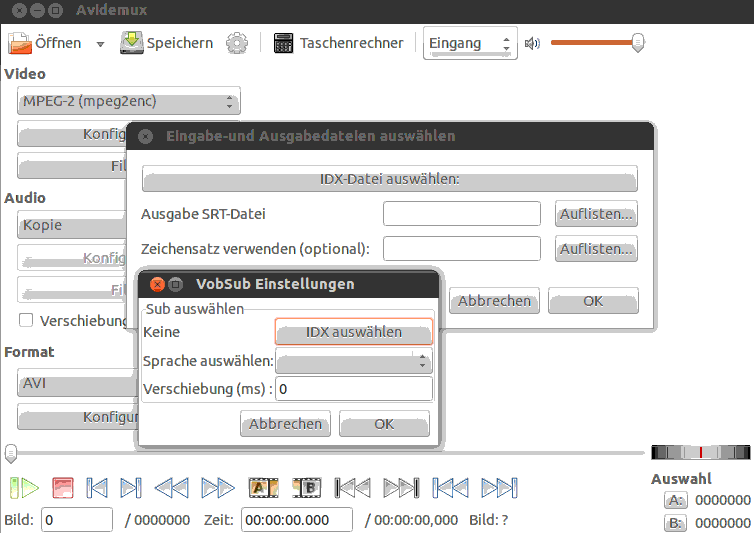 Avidemux
Öffnen Speichern Taschenrechner Eingang
Video
MPEG-2 (mpeg2enc)
Konfig
Fil
Audio
Kopie
Konfig
Fil
Verschiebung
Format
AVI
Konfigur
Eingabe-und Ausgabedateien auswählen
IDX-Datei auswählen:
Ausgabe SRT-Datei Auflisten...
Zeichensatz verwenden (optional): Auflisten...
Abbrechen OK
VobSub Einstellungen
Sub auswählen
Keine IDX auswählen
Sprache auswählen:
Verschiebung (ms) : 0
Abbrechen OK
A B
Auswahl
A: 0000000
B: 0000000
Bild: 0 / 0000000 Zeit: 00:00:00.000 / 00:00:00,000 Bild: ?